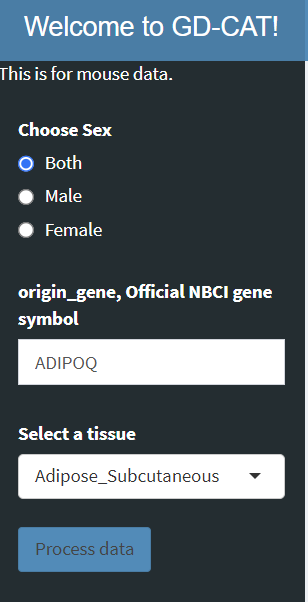 Welcome to GD-CAT!
This is for mouse data.
Choose Sex
Both
Male
Female
origin_gene, Official NBCI gene
symbol
ADIPOQ
Select a tissue
Adipose_Subcutaneous
Process data